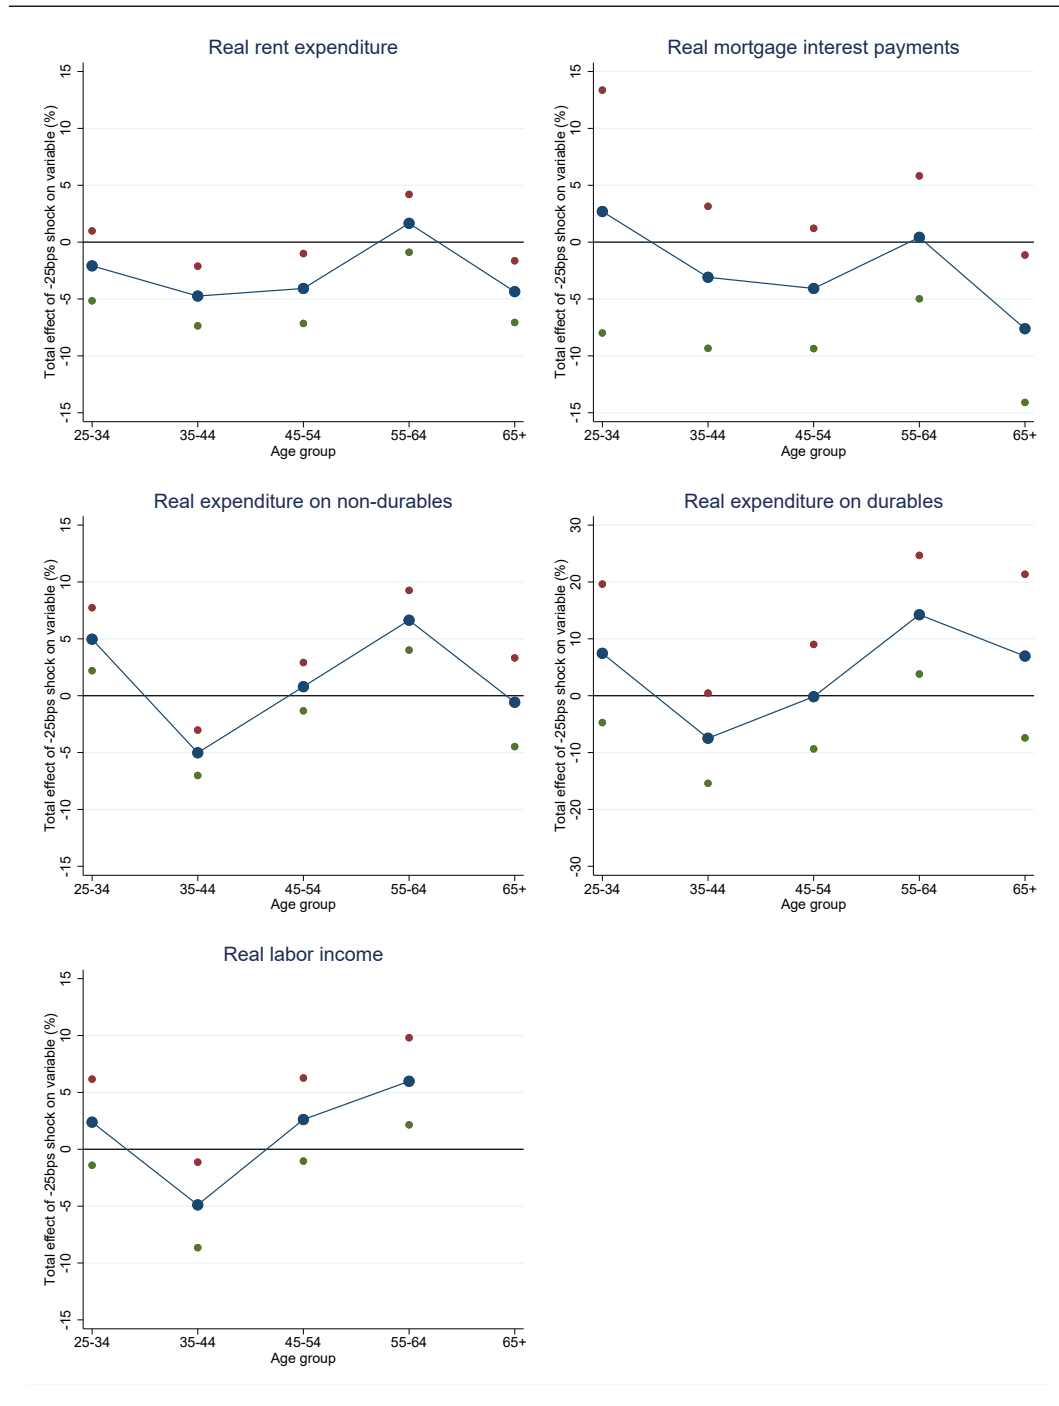 Real rent expenditure
Total effect of -25bps shock on variable (%)
15
10
5
0
-5
-10
-15
25-34 35-44 45-54 55-64 65+
Age group
Real mortgage interest payments
Total effect of -25bps shock on variable (%)
15
10
5
0
-5
-10
-15
25-34 35-44 45-54 55-64 65+
Age group
Real expenditure on non-durables
Total effect of -25bps shock on variable (%)
15
10
5
0
-5
-10
-15
25-34 35-44 45-54 55-64 65+
Age group
Real expenditure on durables
Total effect of -25bps shock on variable (%)
30
20
10
0
-10
-20
-30
25-34 35-44 45-54 55-64 65+
Age group
Real labor income
Total effect of -25bps shock on variable (%)
15
10
5
0
-5
-10
-15
25-34 35-44 45-54 55-64 65+
Age group